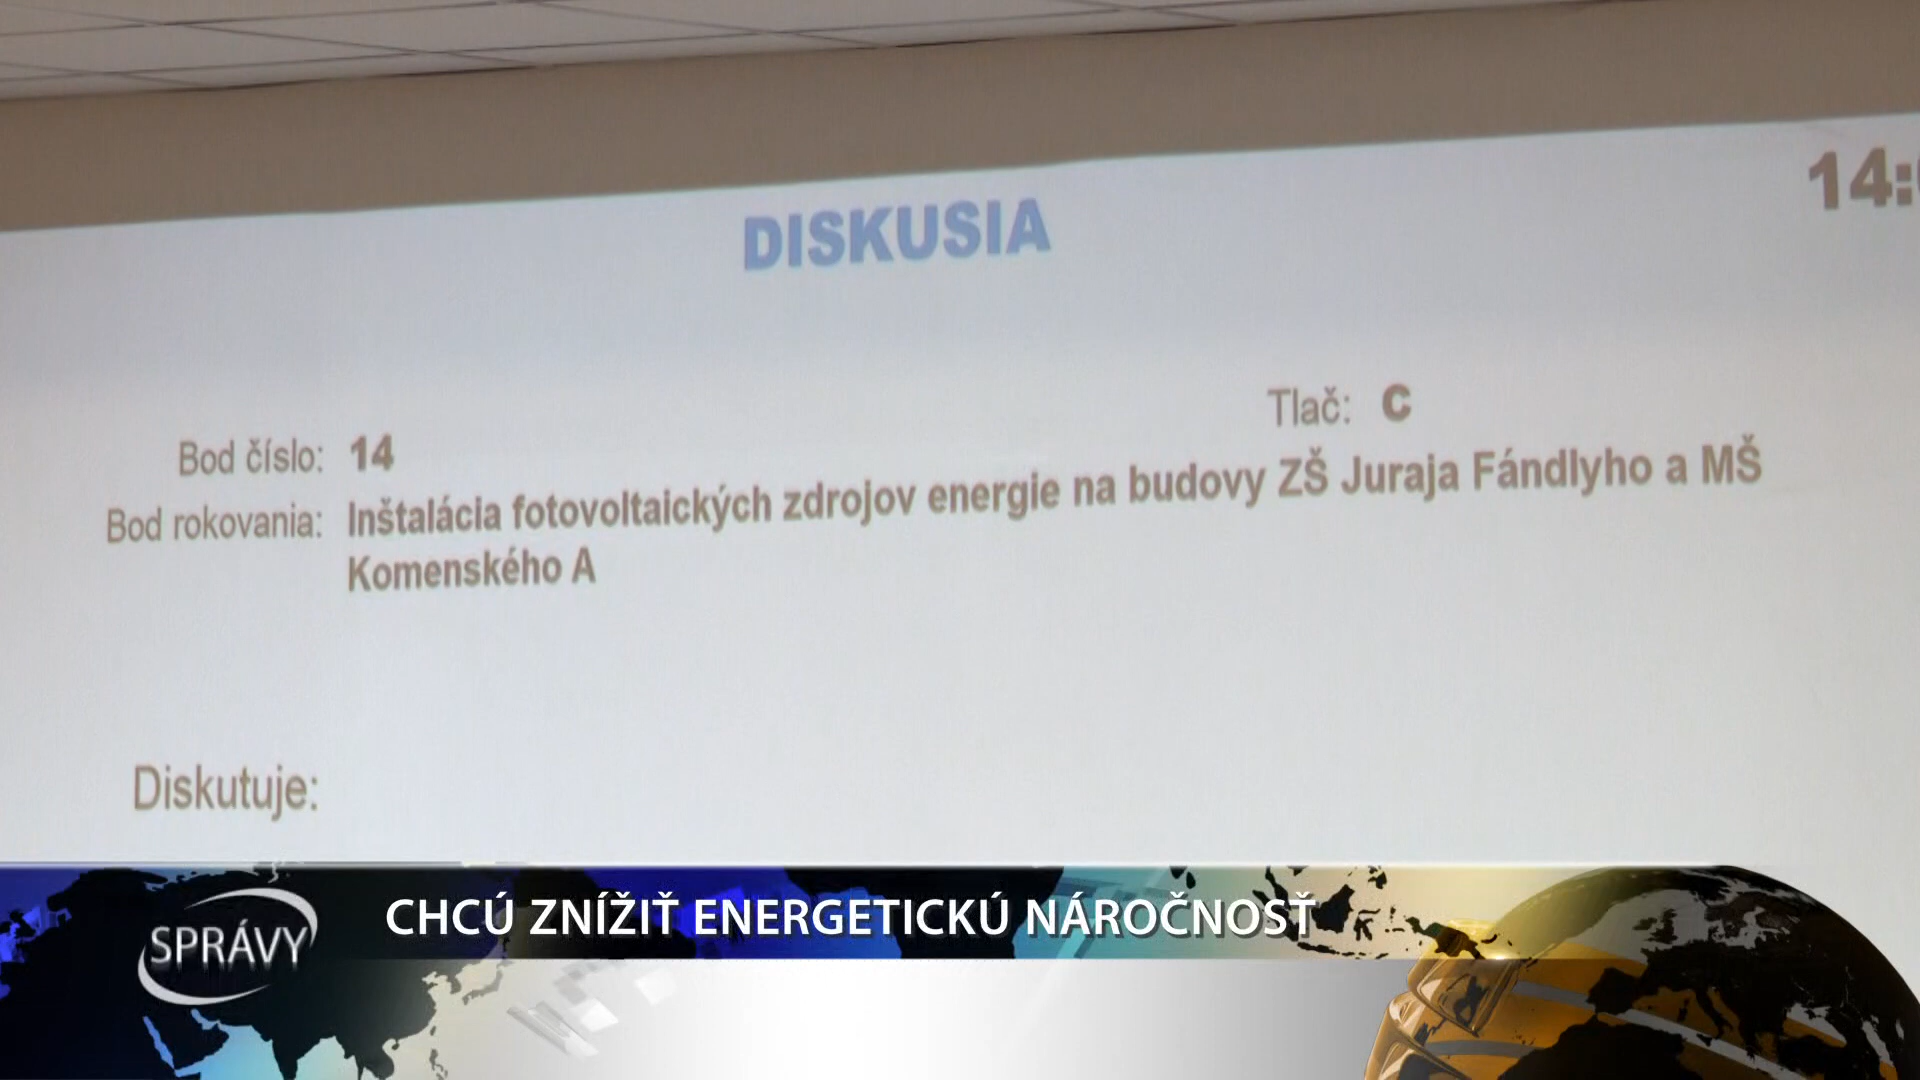 14:
DISKUSIA
Tlač: C
Bod číslo: 14
Bod rokovania: Inštalácia fotovoltaických zdrojov energie na budovy ZŠ Juraja Fándlyho a MŠ
Komenského A
Diskutuje:
SPRÁVY
CHCÚ ZNÍŽIŤ ENERGETICKÚ NÁROČNOSŤ